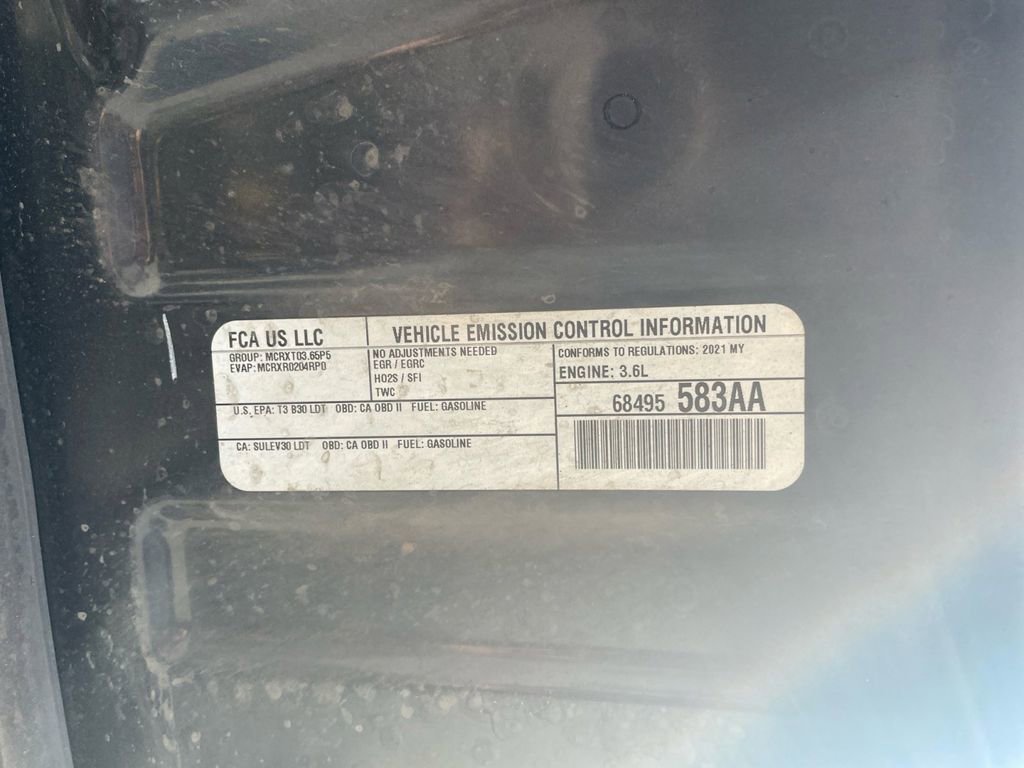 FCA US LLC
VEHICLE EMISSION CONTROL INFORMATION
GROUP: MCRXT03.65P5
EVAP: MCRXR0204RP0
NO ADJUSTMENTS NEEDED
EGR / EGRC
HO2S / SFI
TWC
CONFORMS TO REGULATIONS: 2021 MY
ENGINE: 3.6L
U.S. EPA: T3 B30 LDT OBD: CA OBD II FUEL: GASOLINE
68495 583AA
CA: SULEV30 LDT OBD: CA OBD II FUEL: GASOLINE